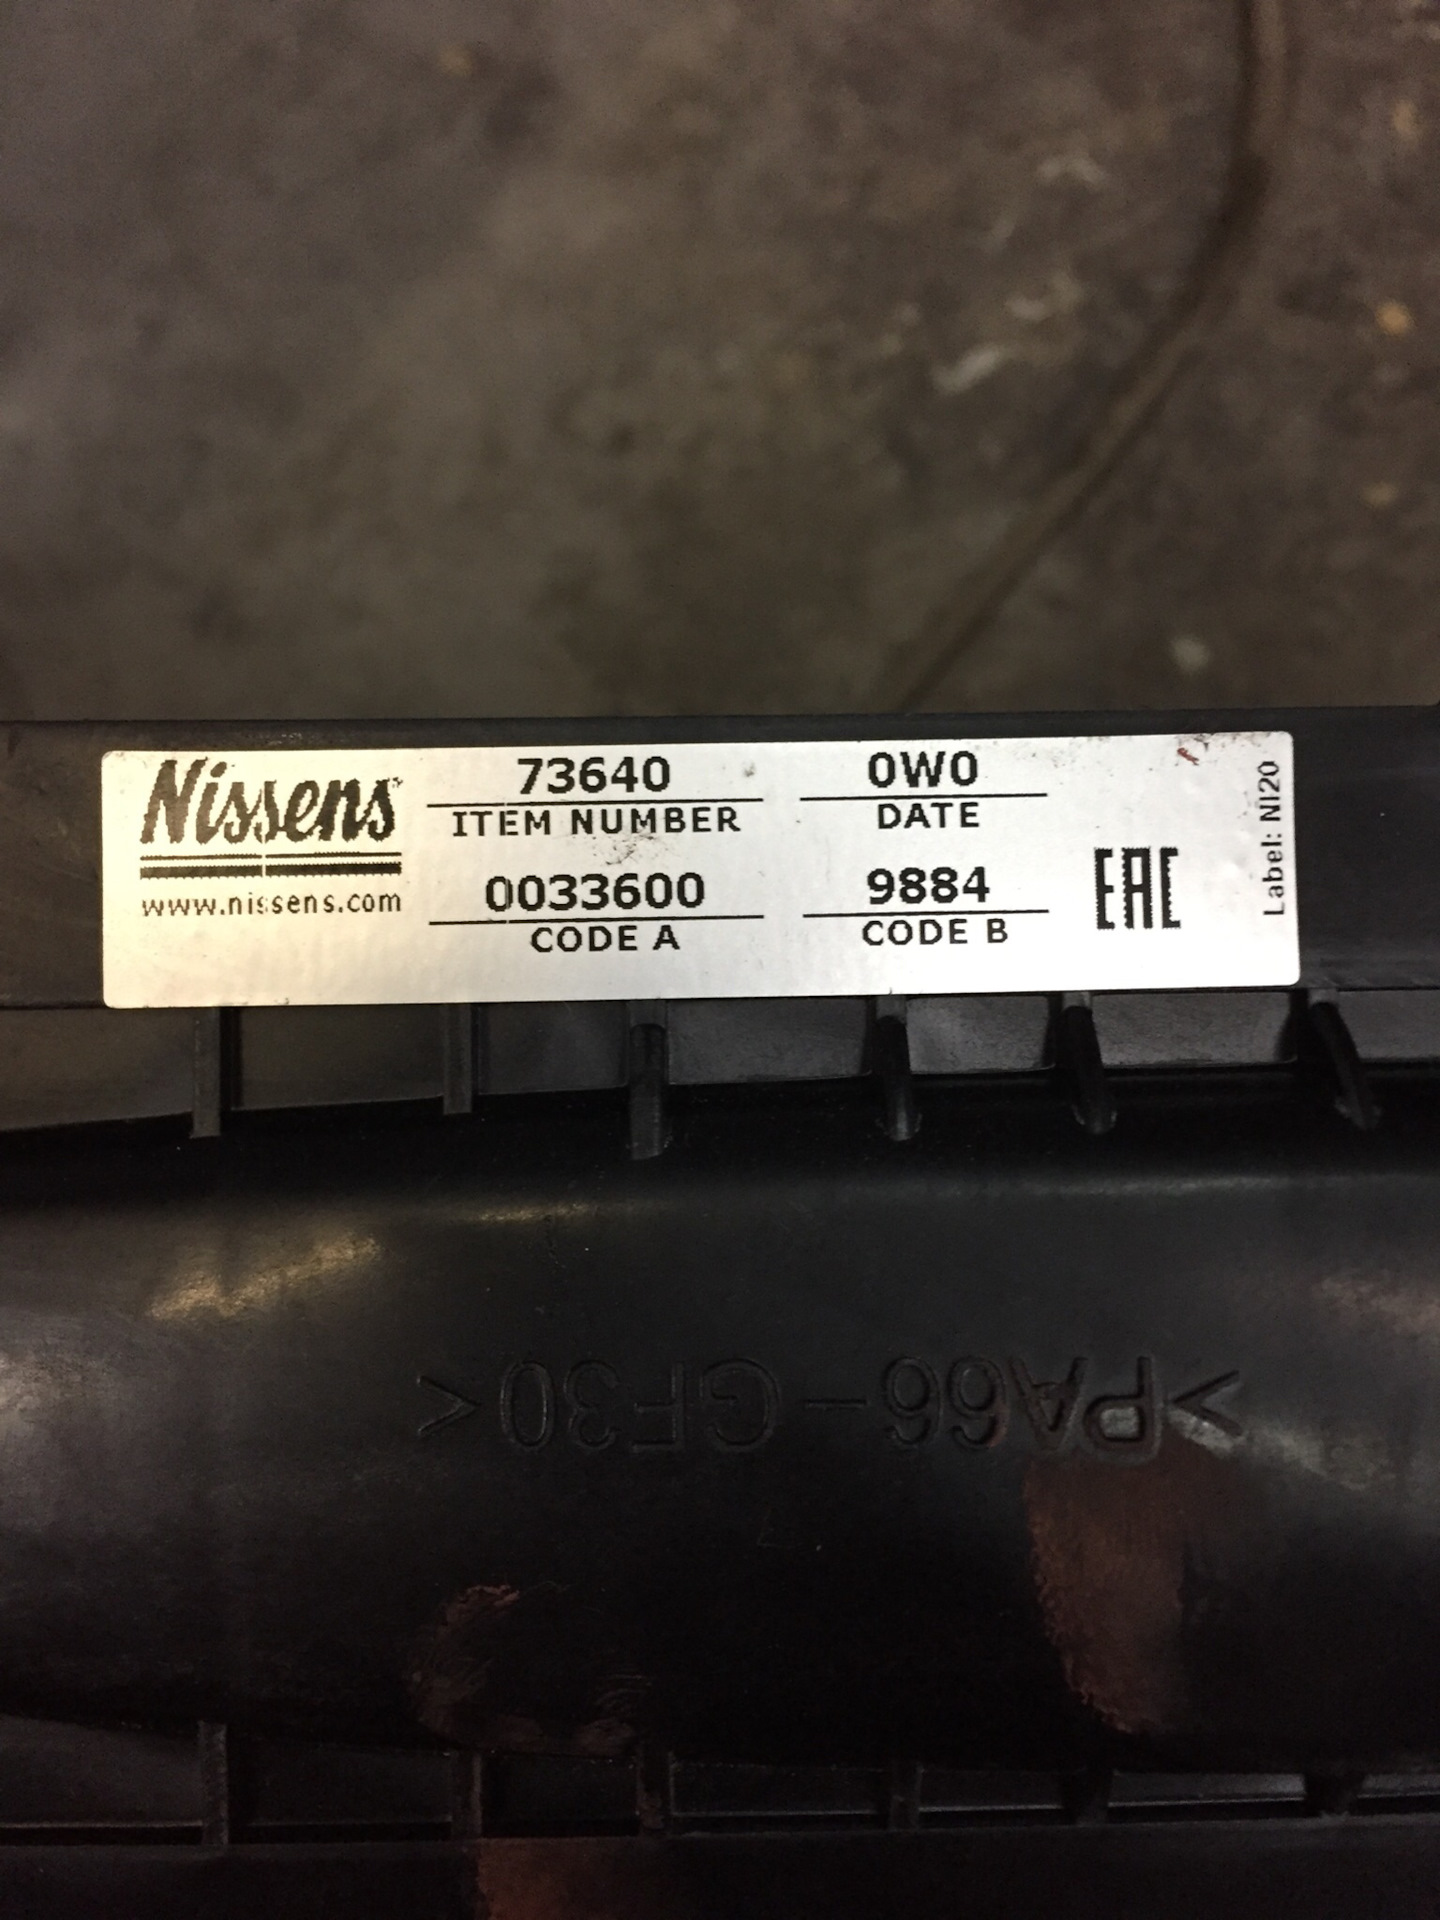 Nissens
www.nissens.com
73640
ITEM NUMBER
0W0
DATE
0033600
CODE A
9884
CODE B
EAC
Label: NI20
>PA66-GF30<